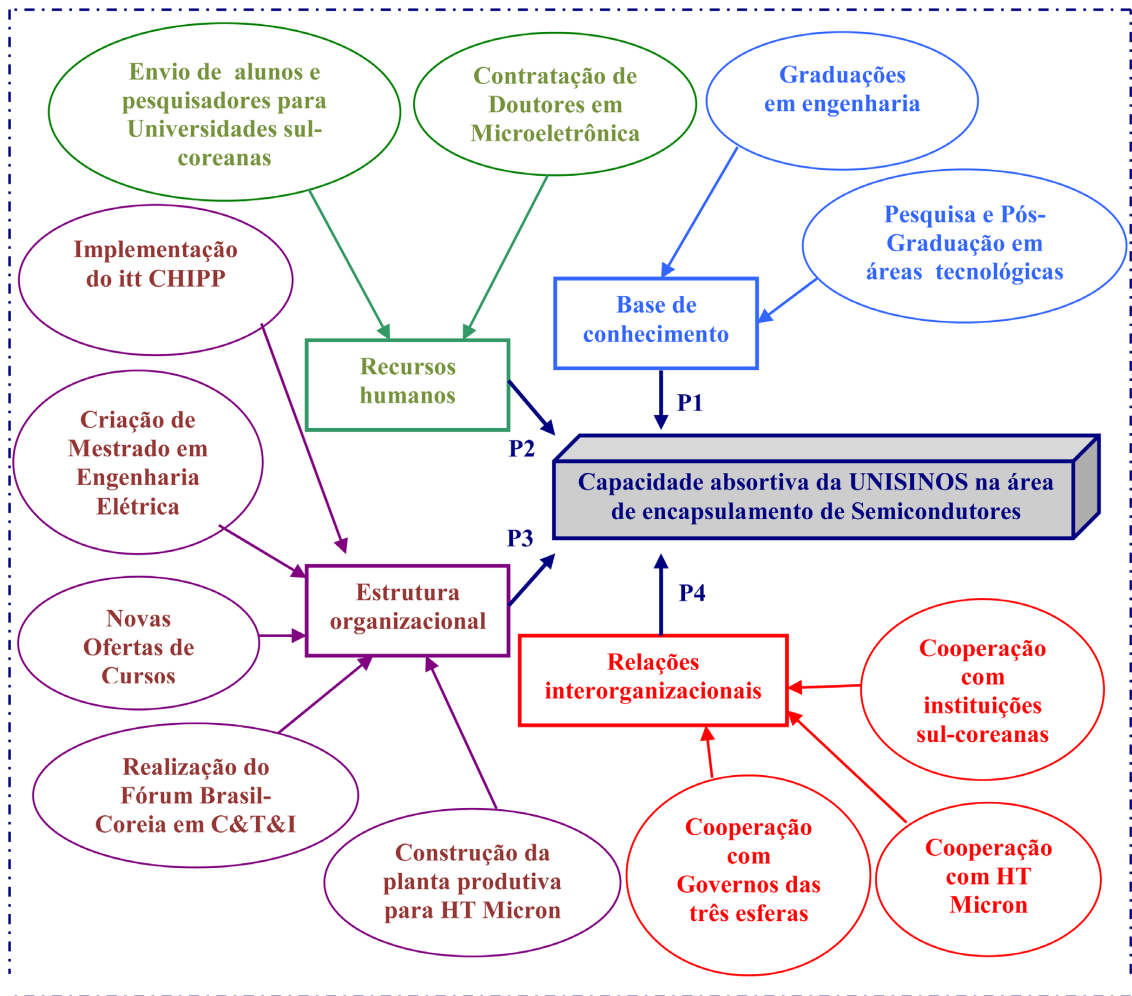 Envio de alunos e
pesquisadores para
Universidades sul-
coreanas
Contratação de
Doutores em
Microeletrônica
Graduações
em engenharia
Pesquisa e Pós-
Graduação em
áreas tecnológicas
Implementação
do itt CHIPP
Base de
conhecimento
Recursos
humanos
P1
P2
Criação de
Mestrado em
Engenharia
Elétrica
Capacidade absortiva da UNISINOS na área
de encapsulamento de Semicondutores
P3
Estrutura
organizacional
P4
Novas
Ofertas de
Cursos
Relações
interorganizacionais
Cooperação
com
instituições
sul-coreanas
Realização do
Fórum Brasil-
Coreia em C&T&I
Construção da
planta produtiva
para HT Micron
Cooperação
com
Governos das
três esferas
Cooperação
com HT
Micron